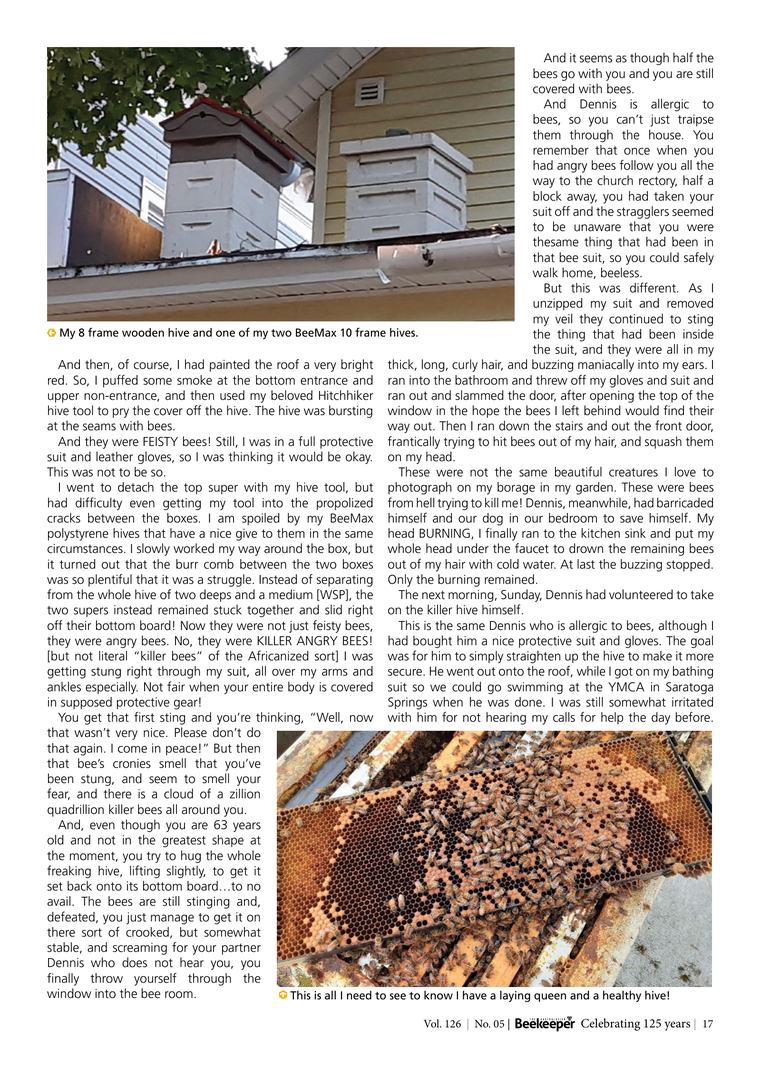 My 8 frame wooden hive and one of my two BeeMax 10 frame hives.
And then, of course, I had painted the roof a very bright
red. So, I puffed some smoke at the bottom entrance and
upper non-entrance, and then used my beloved Hitchhiker
hive tool to pry the cover off the hive. The hive was bursting
at the seams with bees.
And they were FEISTY bees! Still, I was in a full protective
suit and leather gloves, so I was thinking it would be okay.
This was not to be so.
I went to detach the top super with my hive tool, but
had difficulty even getting my tool into the propolized
cracks between the boxes. I am spoiled by my BeeMax
polystyrene hives that have a nice give to them in the same
circumstances. I slowly worked my way around the box, but
it turned out that the burr comb between the two boxes
was so plentiful that it was a struggle. Instead of separating
from the whole hive of two deeps and a medium [WSP], the
two supers instead remained stuck together and slid right
off their bottom board! Now they were not just feisty bees,
they were angry bees. No, they were KILLER ANGRY BEES!
[but not literal “killer bees” of the Africanized sort] I was
getting stung right through my suit, all over my arms and
ankles especially. Not fair when your entire body is covered
in supposed protective gear!
You get that first sting and you’re thinking, “Well, now
that wasn’t very nice. Please don’t do
that again. I come in peace!” But then
that bee’s cronies smell that you’ve
been stung, and seem to smell your
fear, and there is a cloud of a zillion
quadrillion killer bees all around you.
And, even though you are 63 years
old and not in the greatest shape at
the moment, you try to hug the whole
freaking hive, lifting slightly, to get it
set back onto its bottom board…to no
avail. The bees are still stinging and,
defeated, you just manage to get it on
there sort of crooked, but somewhat
stable, and screaming for your partner
Dennis who does not hear you, you
finally throw yourself through the
window into the bee room.
And it seems as though half the
bees go with you and you are still
covered with bees.
And Dennis is allergic to
bees, so you can’t just traipse
them through the house. You
remember that once when you
had angry bees follow you all the
way to the church rectory, half a
block away, you had taken your
suit off and the stragglers seemed
to be unaware that you were
thesame thing that had been in
that bee suit, so you could safely
walk home, beeless.
But this was different. As I
unzipped my suit and removed
my veil they continued to sting
the thing that had been inside
the suit, and they were all in my
thick, long, curly hair, and buzzing maniacally into my ears. I
ran into the bathroom and threw off my gloves and suit and
ran out and slammed the door, after opening the top of the
window in the hope the bees I left behind would find their
way out. Then I ran down the stairs and out the front door,
frantically trying to hit bees out of my hair, and squash them
on my head.
These were not the same beautiful creatures I love to
photograph on my borage in my garden. These were bees
from hell trying to kill me! Dennis, meanwhile, had barricaded
himself and our dog in our bedroom to save himself. My
head BURNING, I finally ran to the kitchen sink and put my
whole head under the faucet to drown the remaining bees
out of my hair with cold water. At last the buzzing stopped.
Only the burning remained.
The next morning, Sunday, Dennis had volunteered to take
on the killer hive himself.
This is the same Dennis who is allergic to bees, although I
had bought him a nice protective suit and gloves. The goal
was for him to simply straighten up the hive to make it more
secure. He went out onto the roof, while I got on my bathing
suit so we could go swimming at the YMCA in Saratoga
Springs when he was done. I was still somewhat irritated
with him for not hearing my calls for help the day before.
This is all I need to see to know I have a laying queen and a healthy hive!
Vol. 126 | No. 05 | Beekeeper Celebrating 125 years | 17